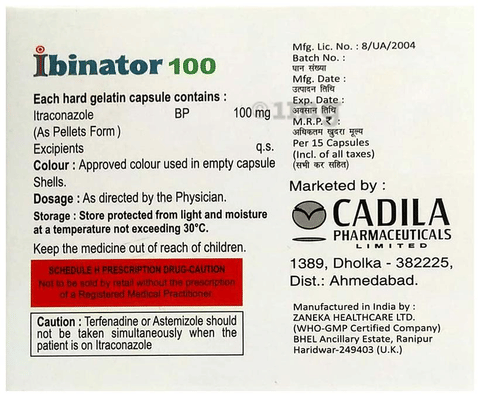 ibinator 100
Each hard gelatin capsule contains :
Itraconazole BP 100 mg
(As Pellets Form )
Excipients q.s.
Colour : Approved colour used in empty capsule
Shells.
Dosage : As directed by the Physician.
Storage : Store protected from light and moisture
at a temperature not exceeding 30°C.
Keep the medicine out of reach of children.
SCHEDULE H PRESCRIPTION DRUG-CAUTION
Not to be sold by retail without the prescription
of a Registered Medical Practitioner.
Caution : Terfenadine or Astemizole should
not be taken simultaneously when the
patient is on Itraconazole
Mfg. Lic. No. : 8/UA/2004
Batch No. :
पान संख्या
Mfg. Date :
उत्पादन तिथि
Exp. Date :
अवसान तिथि
M.R.P. ₹ :
अधिकतम खुदरा मूल्य
Per 15 Capsules
(Incl. of all taxes)
(सभी कर सहित)
Marketed by :
CADILA
PHARMACEUTICALS
LIMITED
1389, Dholka - 382225,
Dist.: Ahmedabad.
Manufactured in India by :
ZANEKA HEALTHCARE LTD.
(WHO-GMP Certified Company)
BHEL Ancillary Estate, Ranipur
Haridwar-249403 (U.K.)